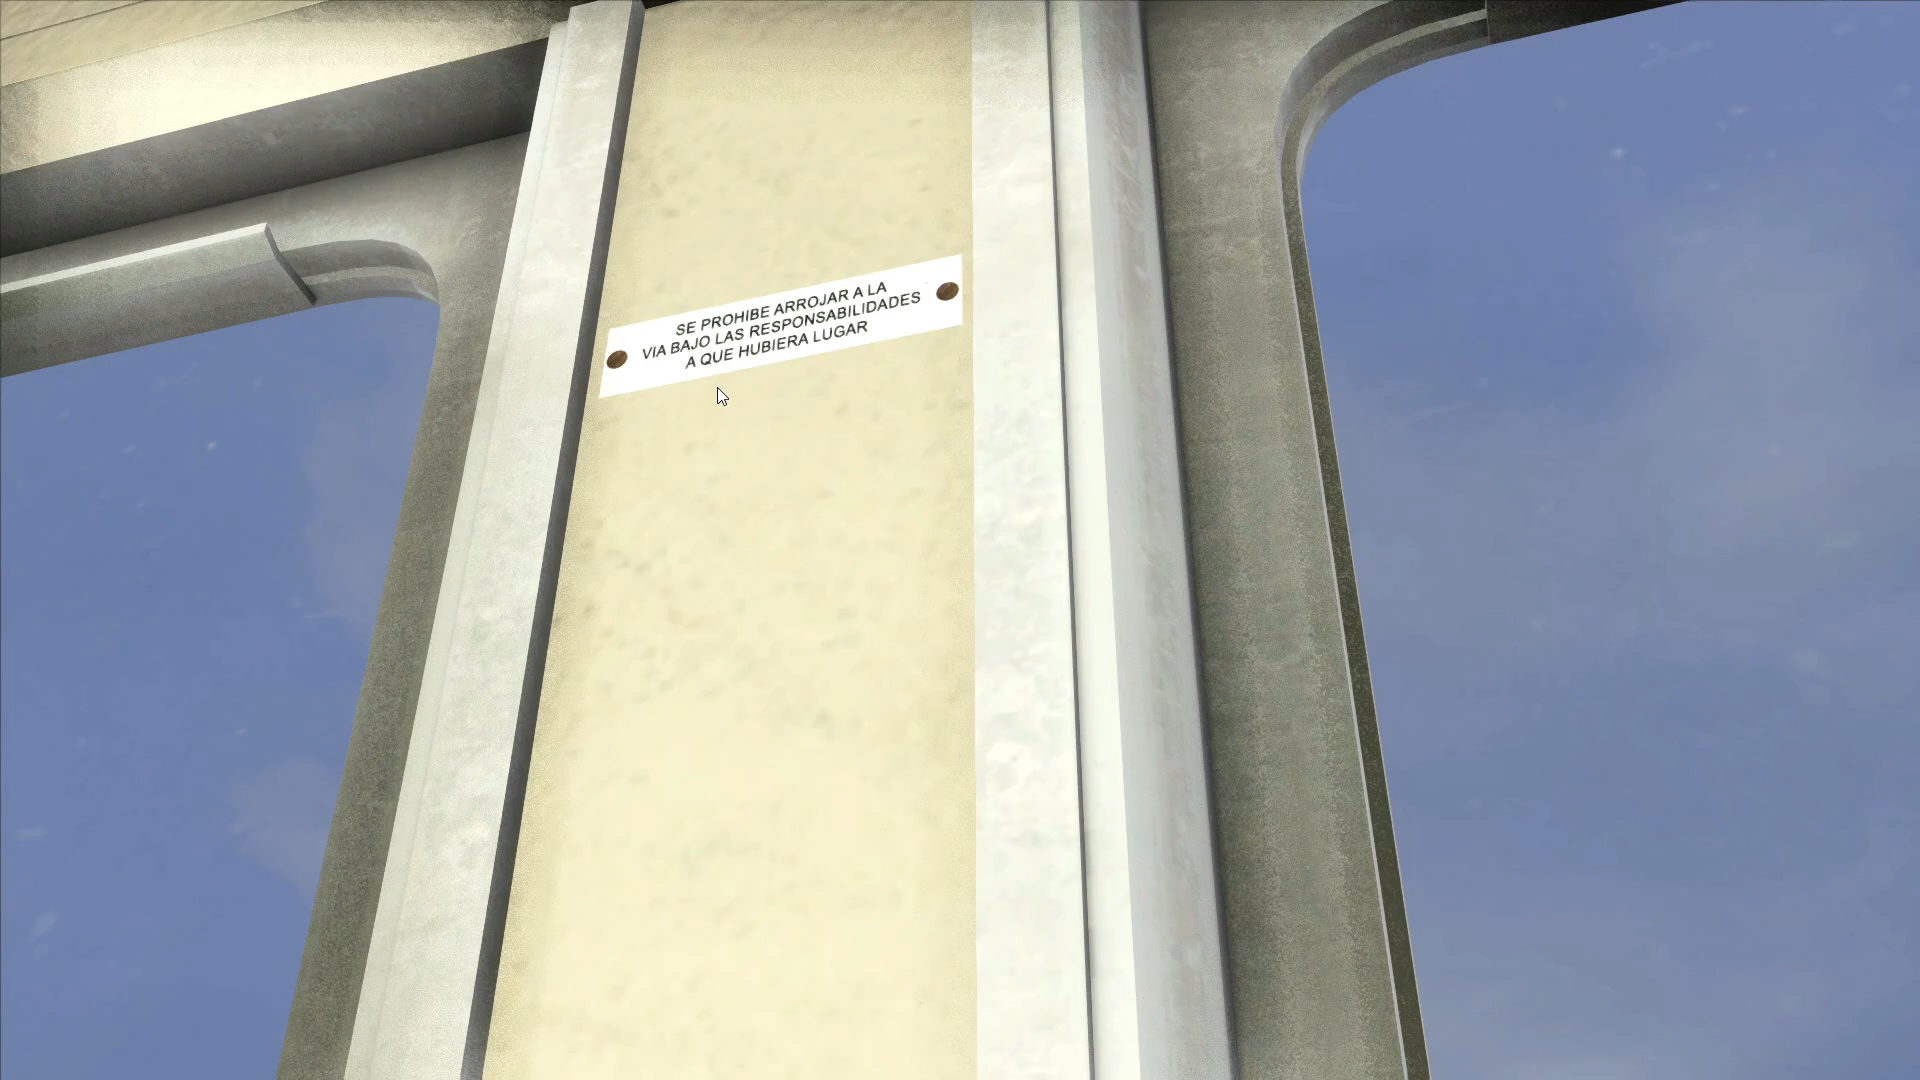 SE PROHIBE ARROJAR A LA
VIA BAJO LAS RESPONSABILIDADES
A QUE HUBIERA LUGAR